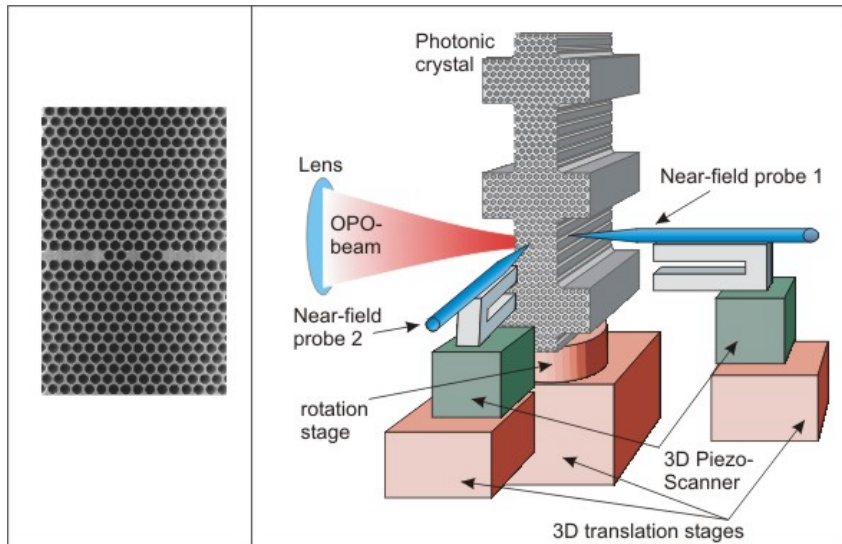 Photonic
crystal
Lens
OPO-
beam
Near-field probe 1
Near-field
probe 2
rotation
stage
3D Piezo-
Scanner
3D translation stages